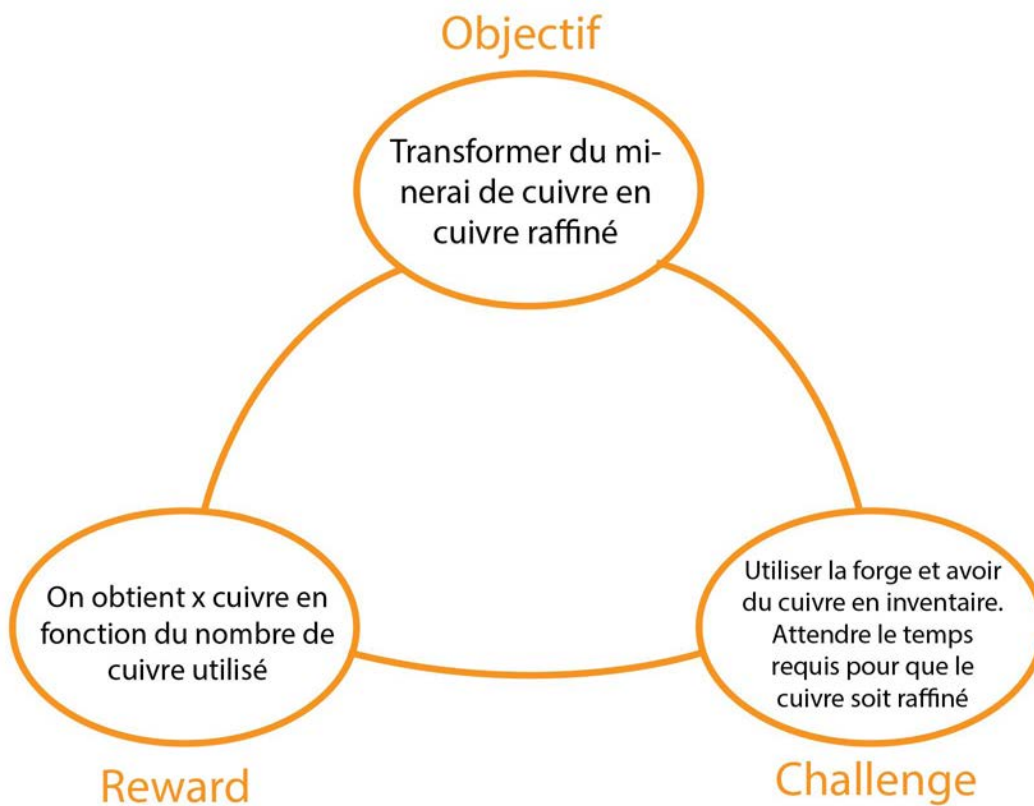 Objectif
Transformer du mi-
nerai de cuivre en
cuivre raffiné
On obtient x cuivre en
fonction du nombre de
cuivre utilisé
Reward
Utiliser la forge et avoir
du cuivre en inventaire.
Attendre le temps
requis pour que le
cuivre soit raffiné
Challenge